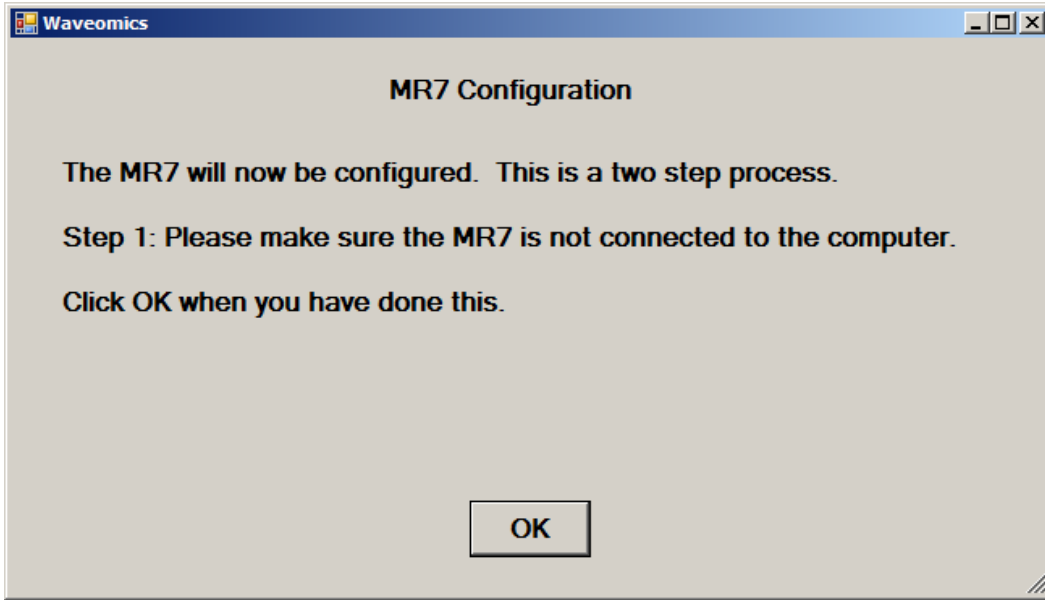 Waveomics
MR7 Configuration
The MR7 will now be configured.  This is a two step process.
Step 1: Please make sure the MR7 is not connected to the computer.
Click OK when you have done this.
OK